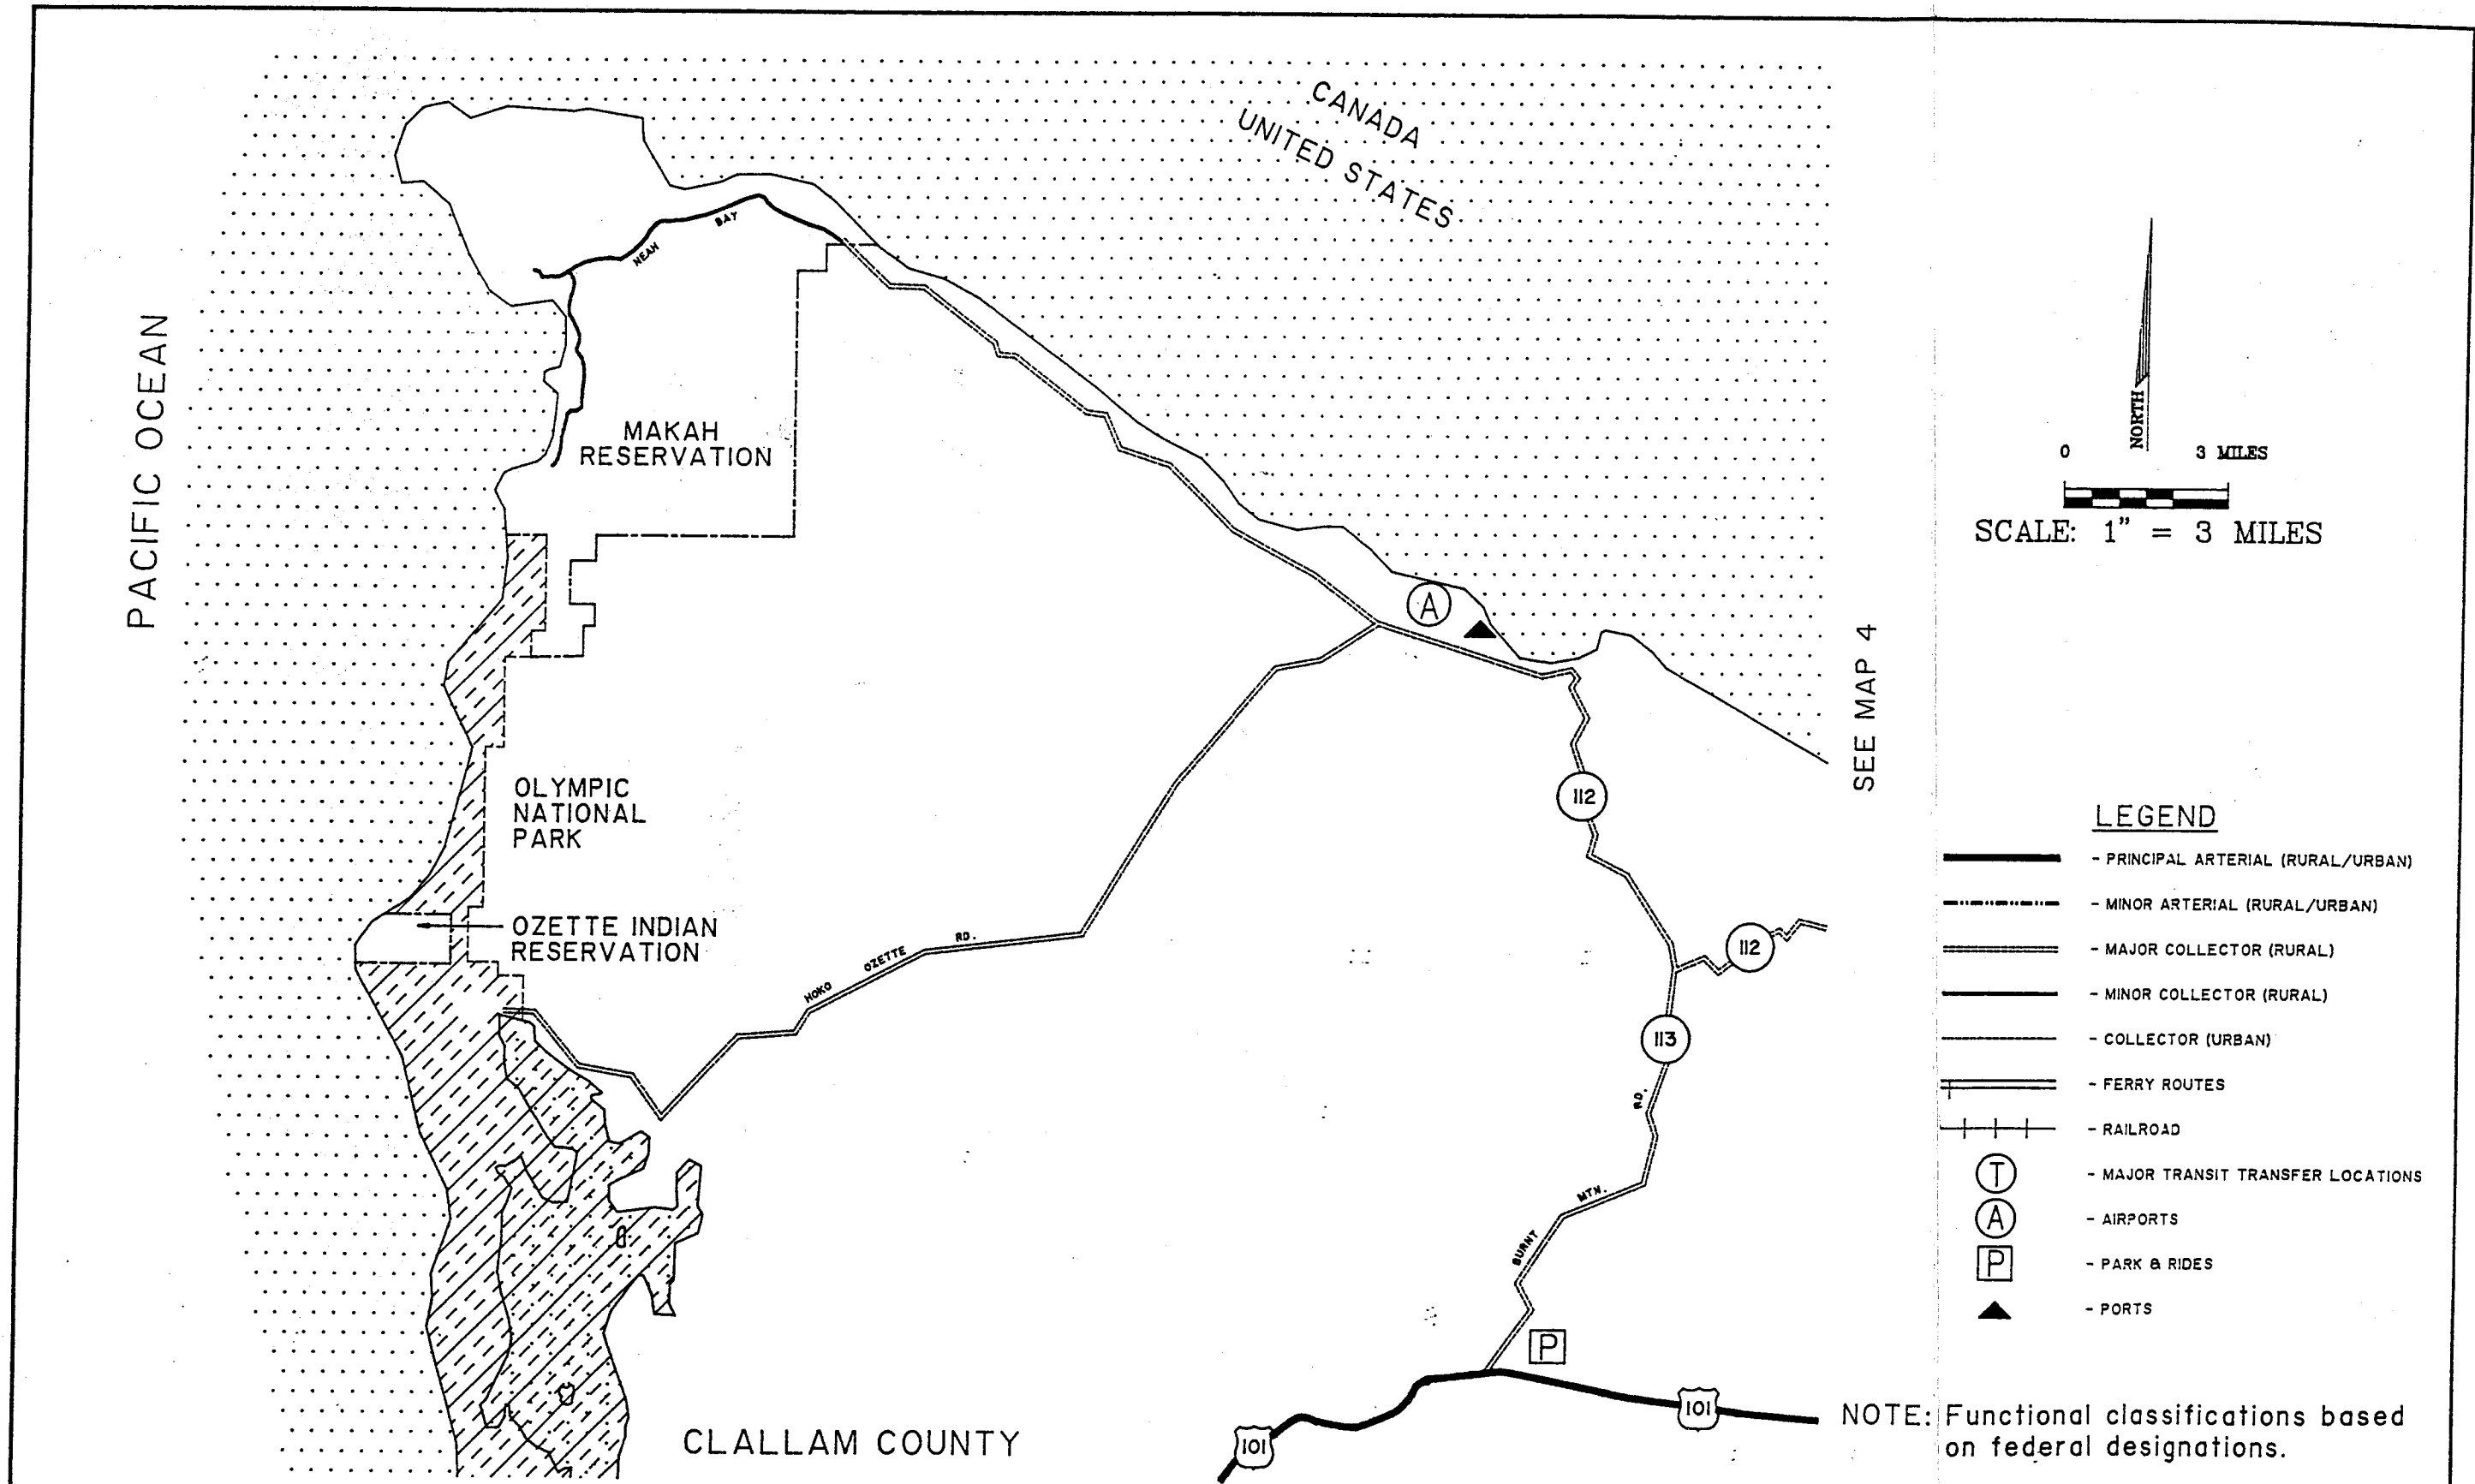 CANADA
UNITED STATES
PACIFIC OCEAN
NEAH BAY
MAKAH
RESERVATION
NORTH
0 3 MILES
SCALE: 1" = 3 MILES
A
SEE MAP 4
OLYMPIC
NATIONAL
PARK
112
OZETTE INDIAN
RESERVATION
HOKO OZETTE RD.
112
113
BURNT MTN. RD.
P
101
101
CLALLAM COUNTY
LEGEND
- PRINCIPAL ARTERIAL (RURAL/URBAN)
- MINOR ARTERIAL (RURAL/URBAN)
- MAJOR COLLECTOR (RURAL)
- MINOR COLLECTOR (RURAL)
- COLLECTOR (URBAN)
- FERRY ROUTES
- RAILROAD
T - MAJOR TRANSIT TRANSFER LOCATIONS
A - AIRPORTS
P - PARK & RIDES
- PORTS
NOTE: Functional classifications based
on federal designations.